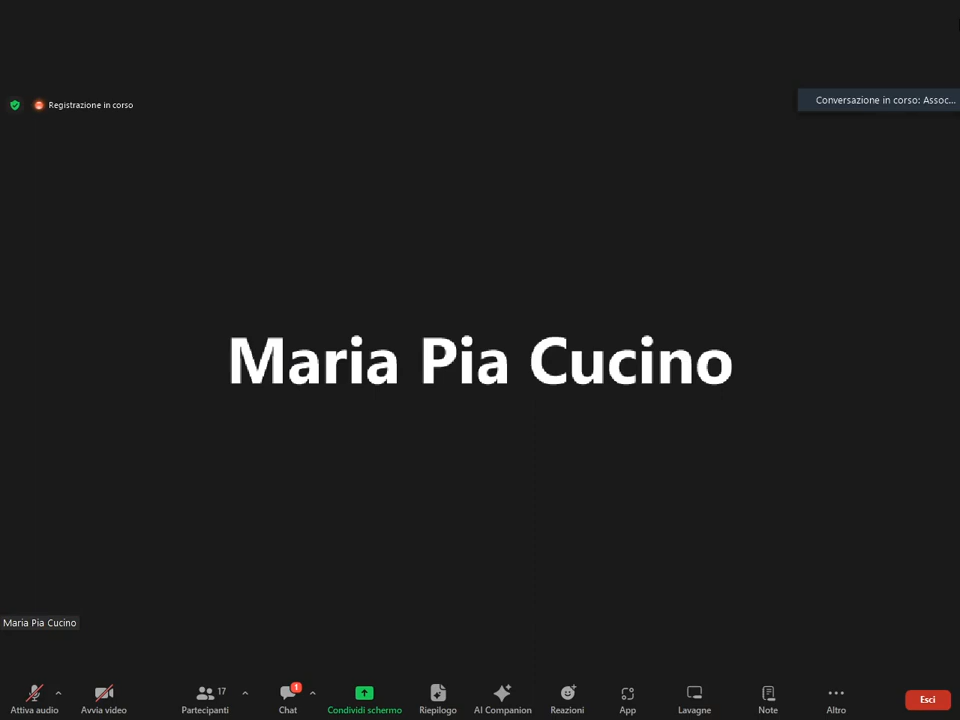 Registrazione in corso
Conversazione in corso: Assoc...
Maria Pia Cucino
Maria Pia Cucino
17
1
Attiva audio
Avvia video
Partecipanti
Chat
Condividi schermo
Riepilogo
AI Companion
Reazioni
App
Lavagne
Note
Altro
Esci